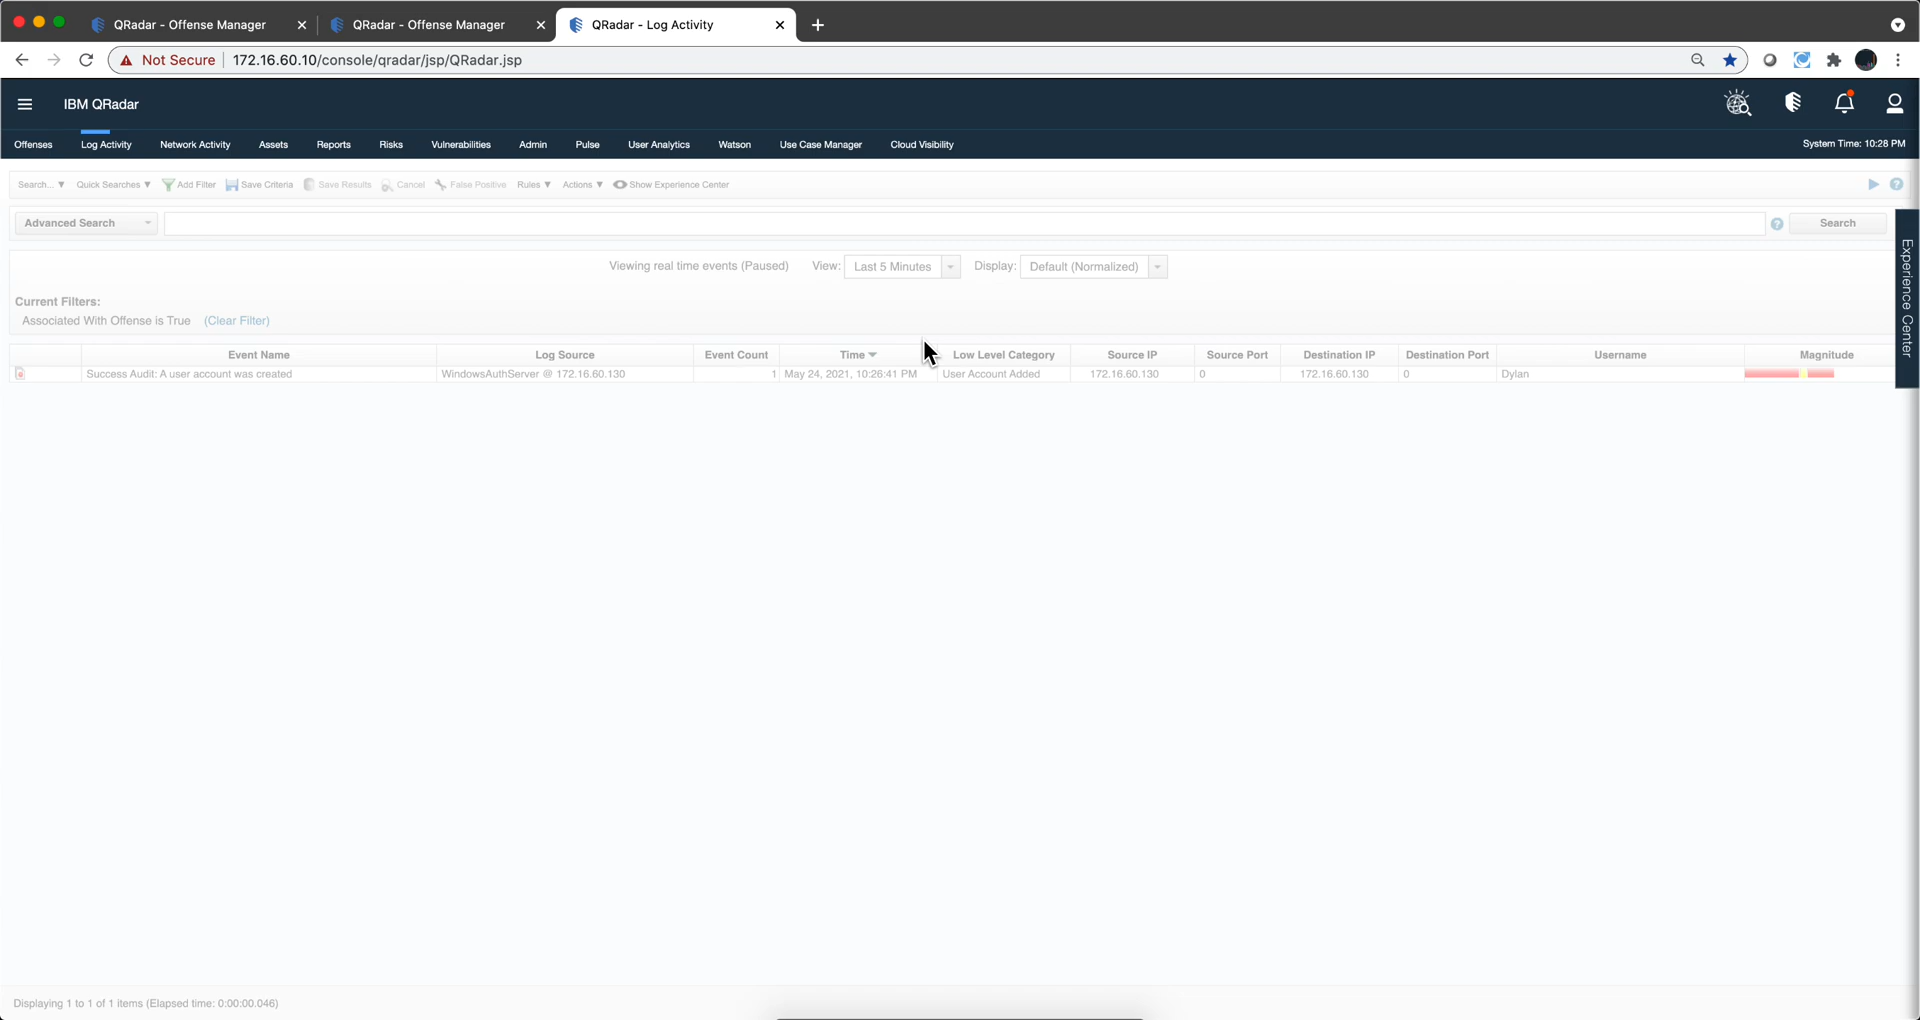 QRadar - Offense Manager
QRadar - Offense Manager
QRadar - Log Activity
Not Secure 172.16.60.10/console/qradar/jsp/QRadar.jsp
IBM QRadar
Offenses Log Activity Network Activity Assets Reports Risks Vulnerabilities Admin Pulse User Analytics Watson Use Case Manager Cloud Visibility System Time: 10:28 PM
Search... Quick Searches Add Filter Save Criteria Save Results Cancel False Positive Rules Actions Show Experience Center
Advanced Search Search
Experience Center
Viewing real time events (Paused) View: Last 5 Minutes Display: Default (Normalized)
Current Filters:
Associated With Offense is True (Clear Filter)
Event Name Log Source Event Count Time Low Level Category Source IP Source Port Destination IP Destination Port Username Magnitude
Success Audit: A user account was created WindowsAuthServer @ 172.16.60.130 1 May 24, 2021, 10:26:41 PM User Account Added 172.16.60.130 0 172.16.60.130 0 Dylan
Displaying 1 to 1 of 1 items (Elapsed time: 0:00:00.046)